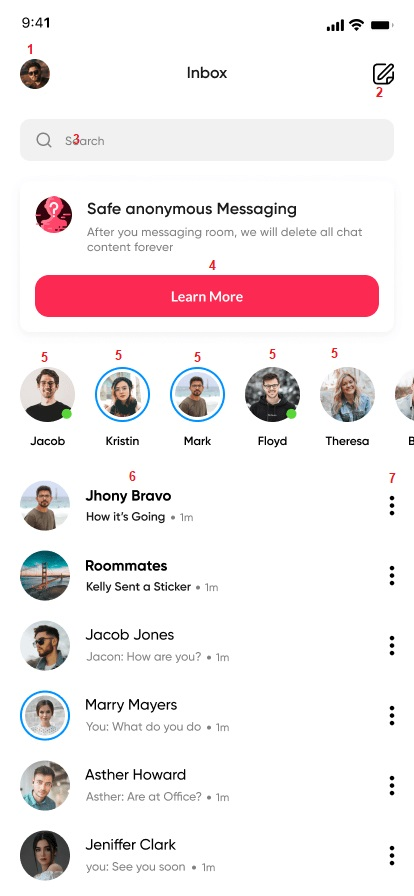 9:41
1
Inbox
2
Search
3
Safe anonymous Messaging
After you messaging room, we will delete all chat
content forever
4
Learn More
5 5 5 5 5
Jacob Kristin Mark Floyd Theresa B
6 7
Jhony Bravo
How it's Going • 1m
Roommates
Kelly Sent a Sticker • 1m
Jacob Jones
Jacon: How are you? • 1m
Marry Mayers
You: What do you do • 1m
Asther Howard
Asther: Are at Office? • 1m
Jeniffer Clark
you: See you soon • 1m